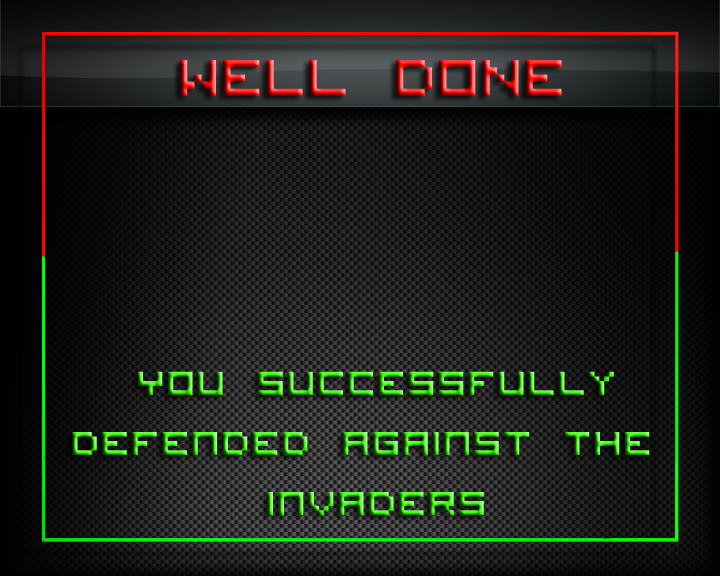 WELL DONE
YOU SUCCESSFULLY
DEFENDED AGAINST THE
INVADERS